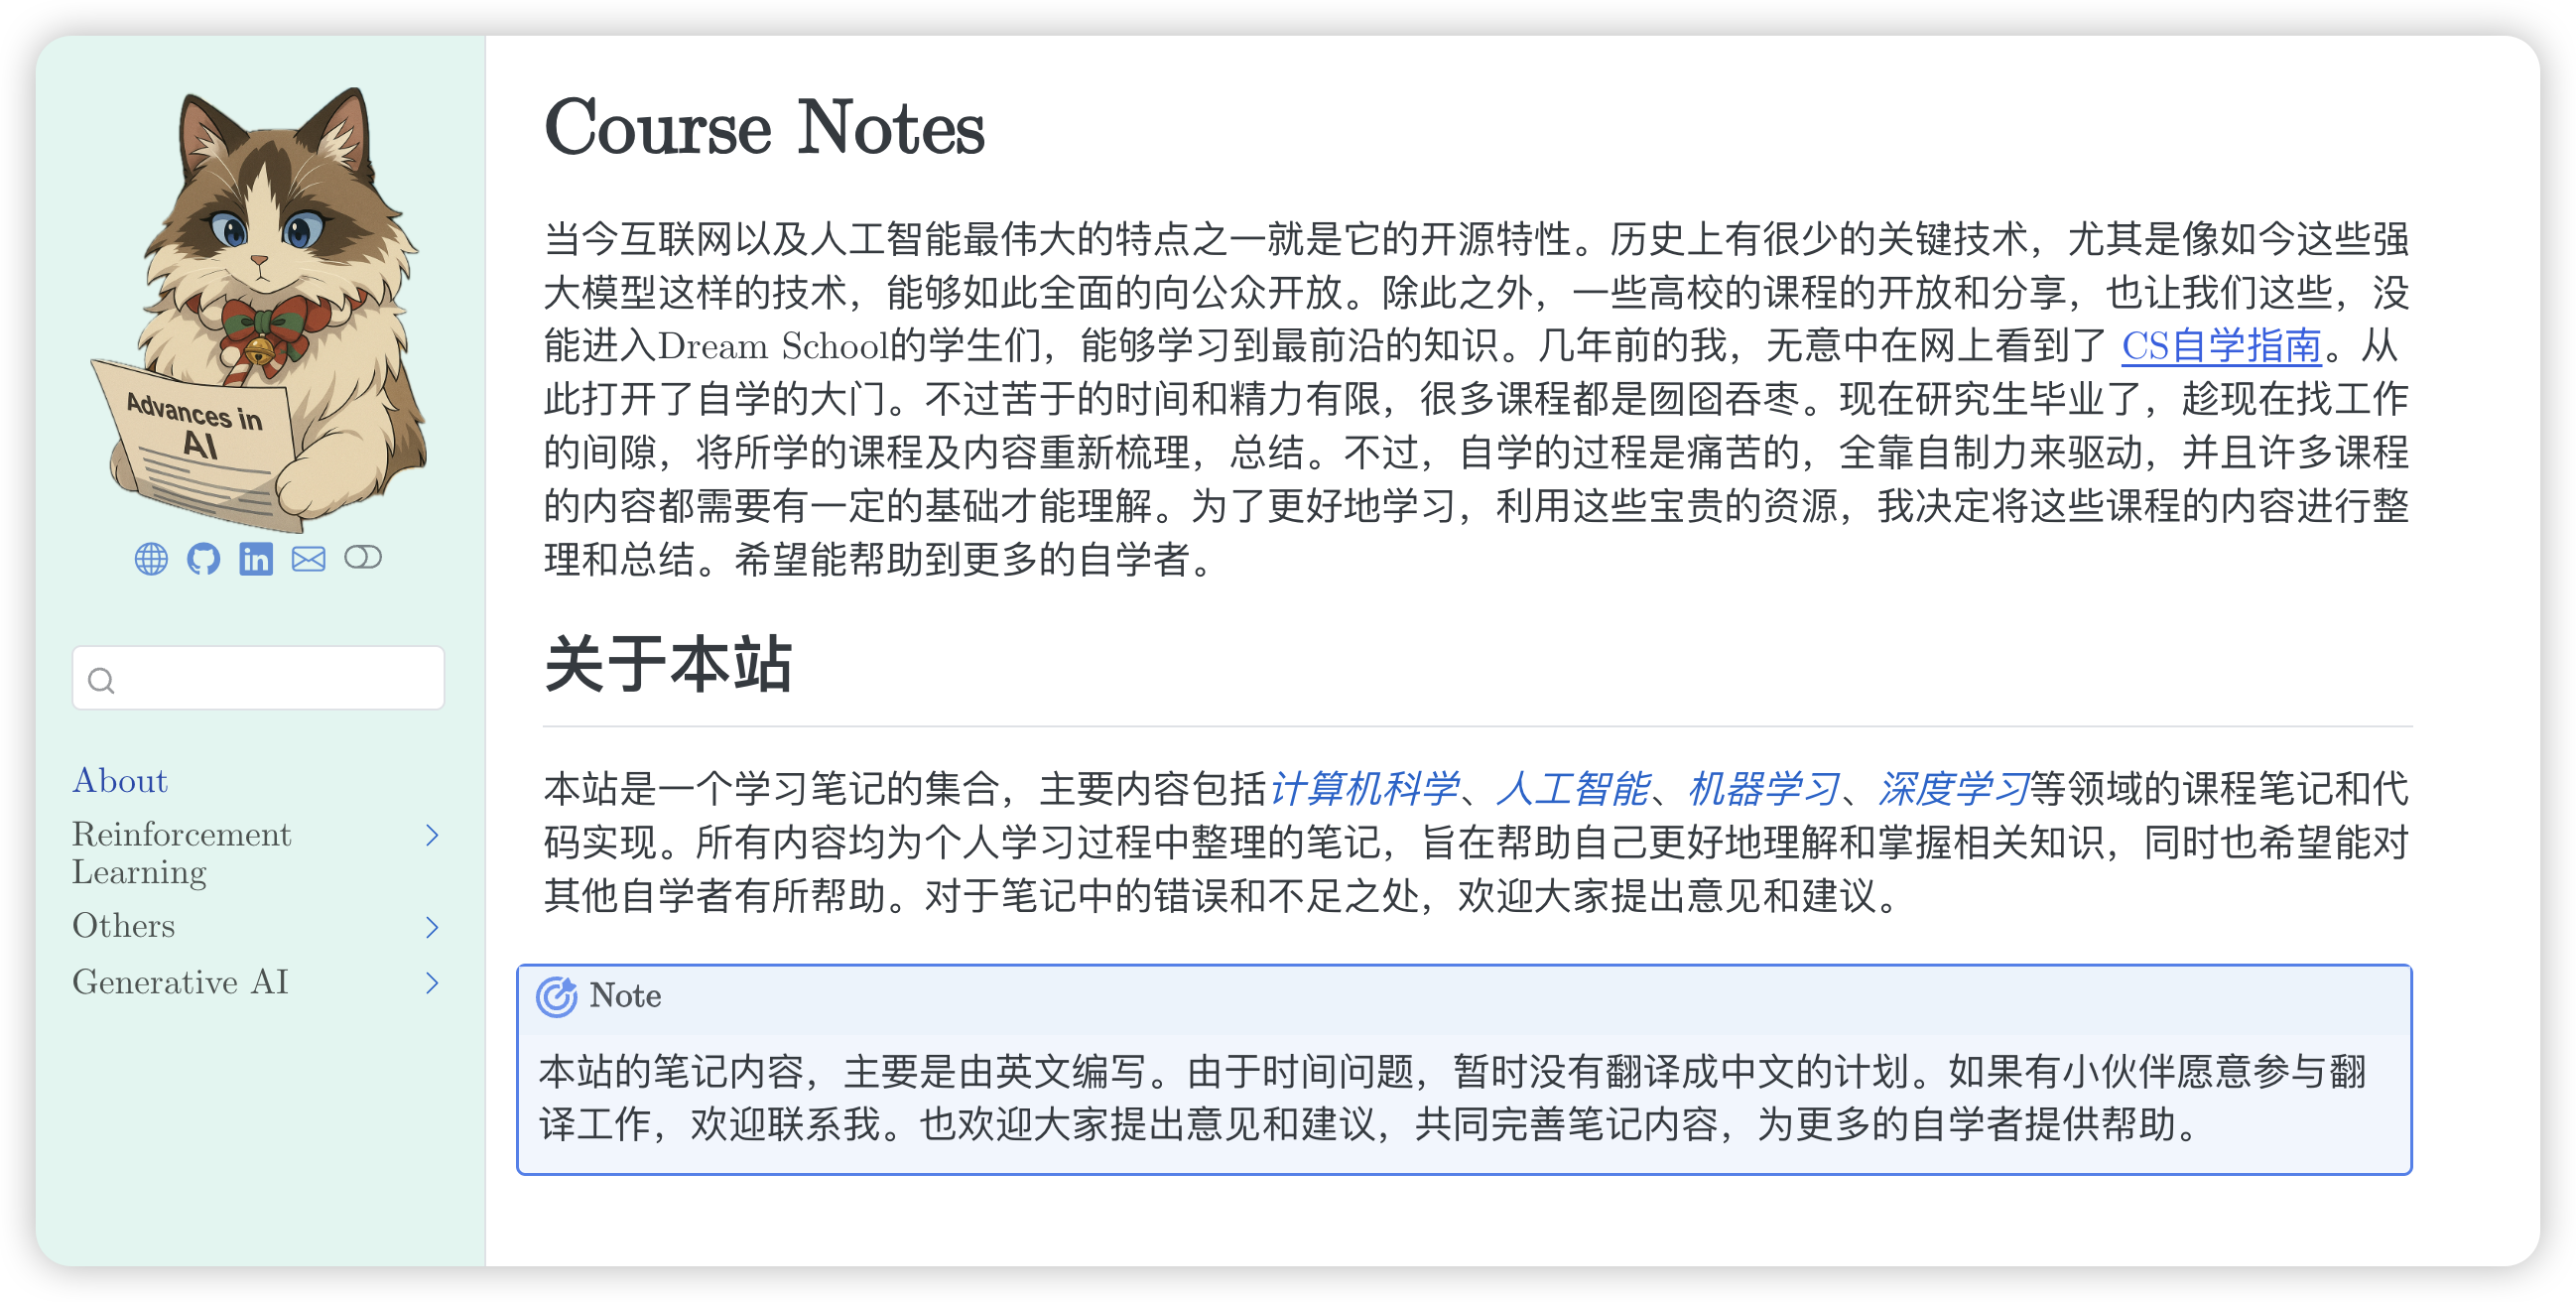 Advances in
AI
About
Reinforcement
Learning
Others
Generative AI
Course Notes
当今互联网以及人工智能最伟大的特点之一就是它的开源特性。历史上有很少的关键技术，尤其是像如今这些强
大模型这样的技术，能够如此全面的向公众开放。除此之外，一些高校的课程的开放和分享，也让我们这些，没
能进入Dream School的学生们，能够学习到最前沿的知识。几年前的我，无意中在网上看到了 CS自学指南。从
此打开了自学的大门。不过苦于的时间和精力有限，很多课程都是囫囵吞枣。现在研究生毕业了，趁现在找工作
的间隙，将所学的课程及内容重新梳理，总结。不过，自学的过程是痛苦的，全靠自制力来驱动，并且许多课程
的内容都需要有一定的基础才能理解。为了更好地学习，利用这些宝贵的资源，我决定将这些课程的内容进行整
理和总结。希望能帮助到更多的自学者。
关于本站
本站是一个学习笔记的集合，主要内容包括计算机科学、人工智能、机器学习、深度学习等领域的课程笔记和代
码实现。所有内容均为个人学习过程中整理的笔记，旨在帮助自己更好地理解和掌握相关知识，同时也希望能对
其他自学者有所帮助。对于笔记中的错误和不足之处，欢迎大家提出意见和建议。
Note
本站的笔记内容，主要是由英文编写。由于时间问题，暂时没有翻译成中文的计划。如果有小伙伴愿意参与翻
译工作，欢迎联系我。也欢迎大家提出意见和建议，共同完善笔记内容，为更多的自学者提供帮助。